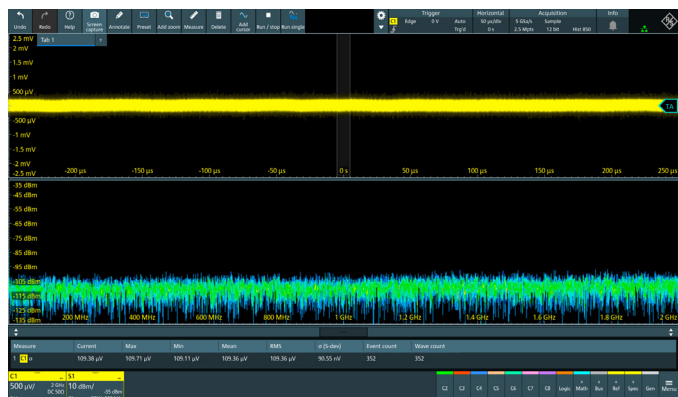 Undo Redo Help Screen capture Annotate Preset Add zoom Measure Delete Add cursor Run / stop Run single
Trigger Horizontal Acquisition Info
C1 Edge 0 V Auto 50 µs/div 5 GSa/s Sample
Trg'd 0 s 2.5 Mpts 12 bit Hist 850
2.5 mV Tab 1 +
2 mV
-1.5 mV
-1 mV
-500 µV
TA
-500 µV
-1 mV
-1.5 mV
-2 mV
-2.5 mV -200 µs -150 µs -100 µs -50 µs 0 s 50 µs 100 µs 150 µs 200 µs 250 µs
-35 dBm
-45 dBm
-55 dBm
-65 dBm
-75 dBm
-85 dBm
-95 dBm
-105 dBm
-115 dBm
-125 dBm
-135 dBm 200 MHz 400 MHz 600 MHz 800 MHz 1 GHz 1.2 GHz 1.4 GHz 1.6 GHz 1.8 GHz 2 GHz
Measure Current Max Min Mean RMS σ (S-dev) Event count Wave count
1 C1 σ 109.38 µV 109.71 µV 109.11 µV 109.36 µV 109.36 µV 90.55 nV 352 352
C1 S1
500 µV/ 2 GHz 10 dBm/
DC 50Ω -35 dBm
C2 C3 C4 C5 C6 C7 C8 Logic Math Bus Ref Spec Gen Menu